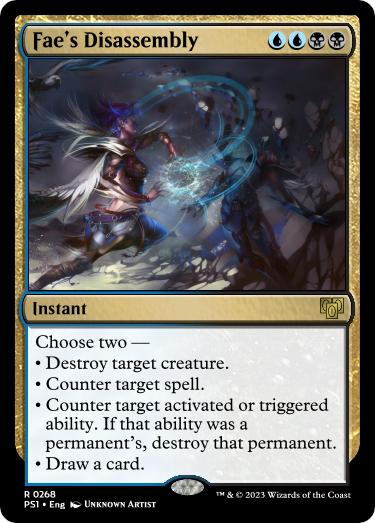 Fae's Disassembly
Instant
Choose two —
• Destroy target creature.
• Counter target spell.
• Counter target activated or triggered
ability. If that ability was a
permanent's, destroy that permanent.
• Draw a card.
R 0268
PS1 • Eng Unknown Artist
™ & © 2023 Wizards of the Coast